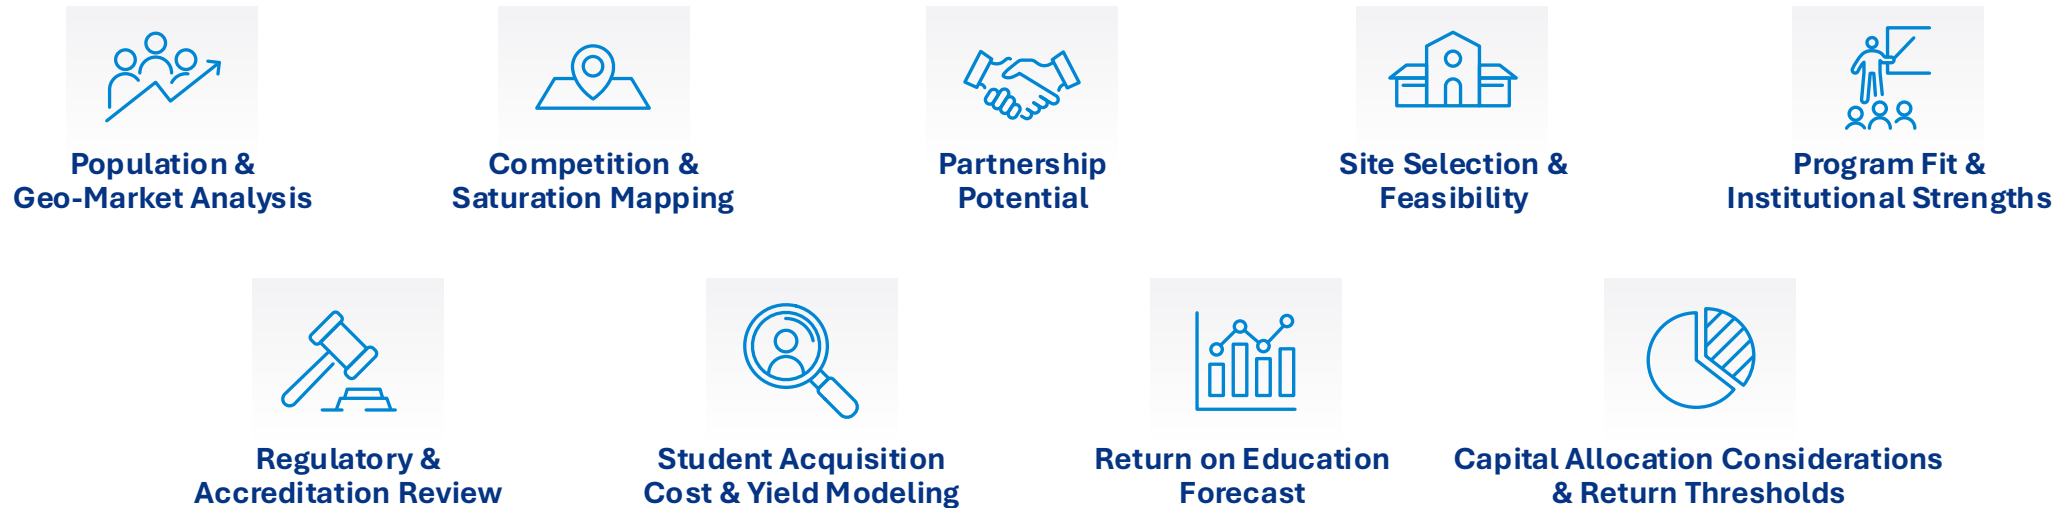 Population &
Geo-Market Analysis
Competition &
Saturation Mapping
Partnership
Potential
Site Selection &
Feasibility
Program Fit &
Institutional Strengths
Regulatory &
Accreditation Review
Student Acquisition
Cost & Yield Modeling
Return on Education
Forecast
Capital Allocation Considerations
& Return Thresholds